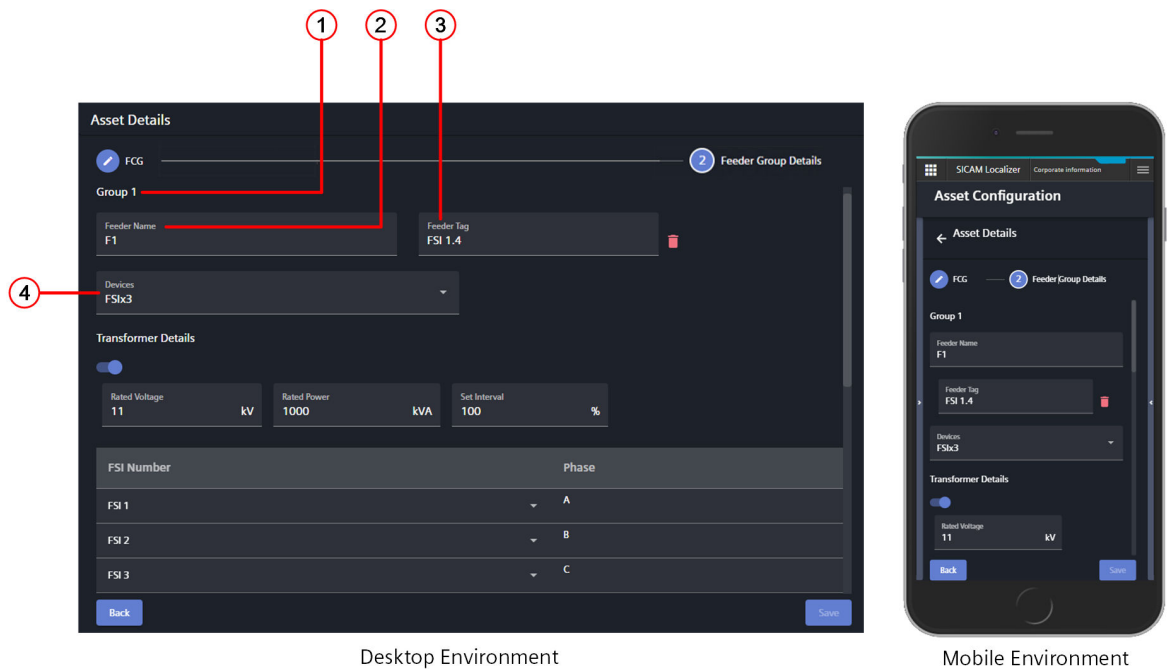 1 2 3
Asset Details
FCG 2 Feeder Group Details
Group 1
Feeder Name Feeder Tag
F1 FSI 1.4
4
Devices
FSIx3
Transformer Details
Rated Voltage Rated Power Set Interval
11 kV 1000 kVA 100 %
FSI Number Phase
FSI 1 A
FSI 2 B
FSI 3 C
Back Save
Desktop Environment
SICAM Localizer Corporate information
Asset Configuration
Asset Details
FCG 2 Feeder Group Details
Group 1
Feeder Name
F1
Feeder Tag
FSI 1.4
Devices
FSIx3
Transformer Details
Rated Voltage
11 kV
Back Save
Mobile Environment